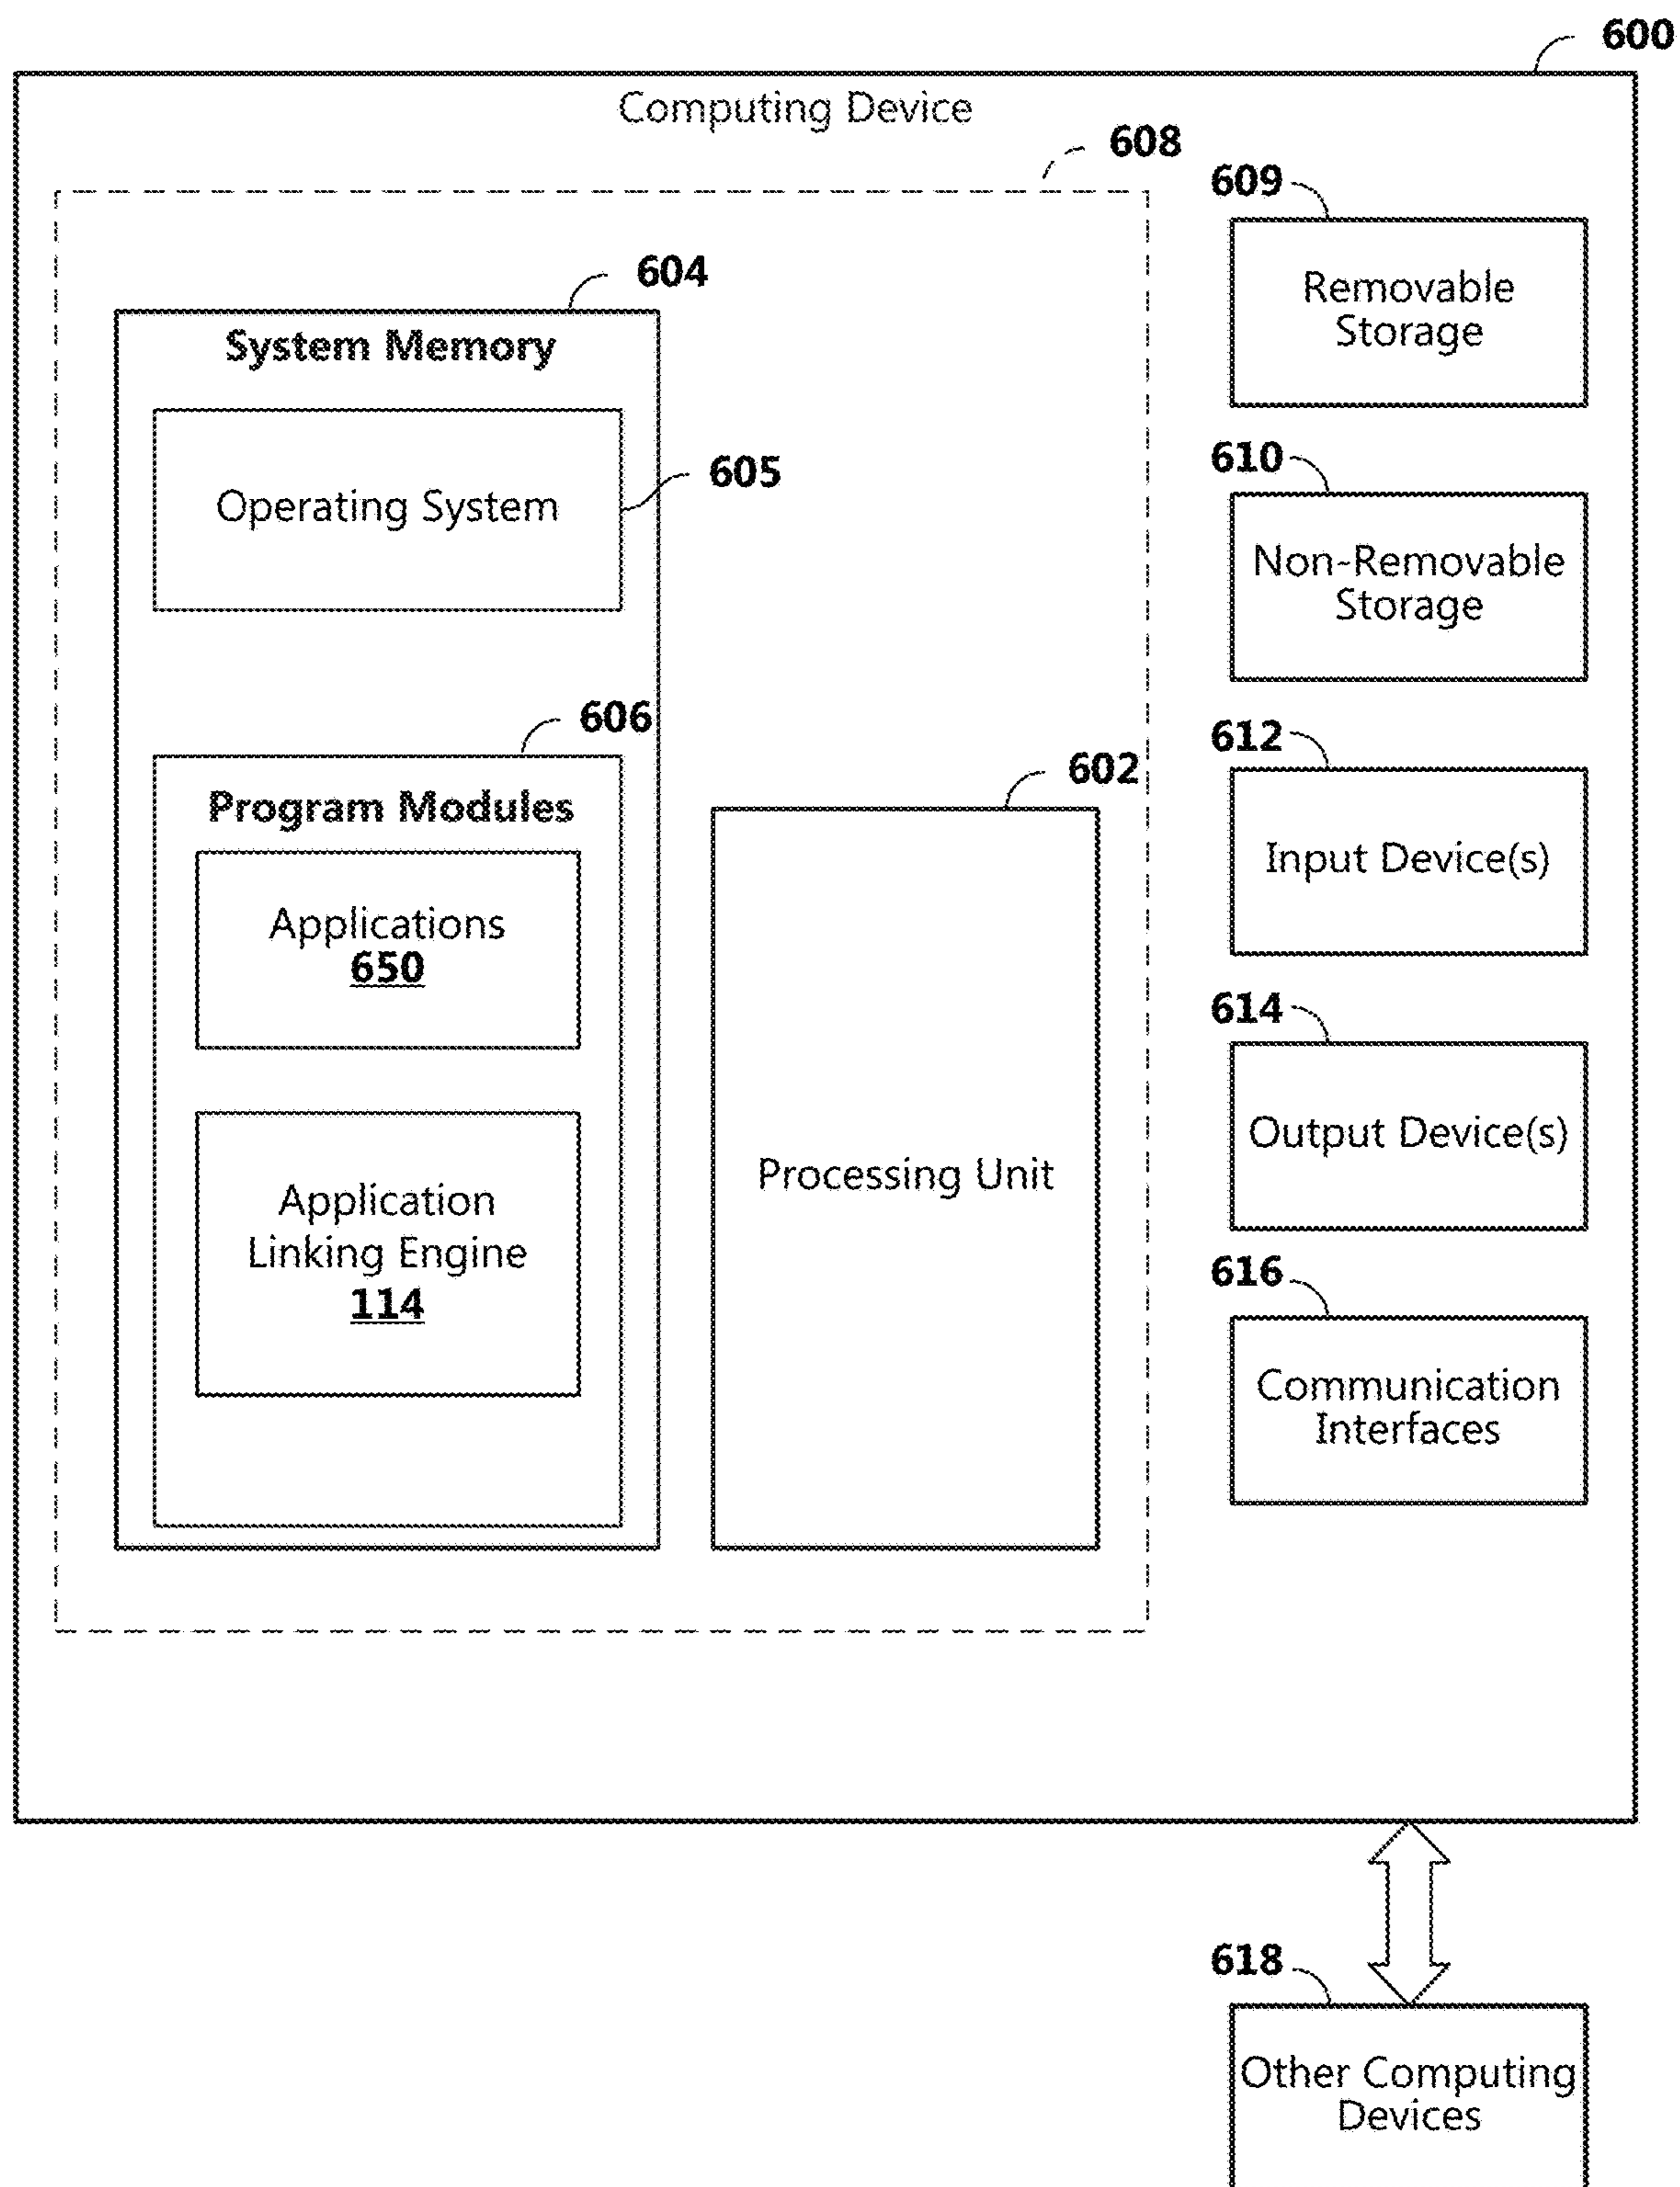 600
Computing Device
608
609
Removable
Storage
604
System Memory
Operating System
605
610
Non-Removable
Storage
606
Program Modules
Applications
650
Application
Linking Engine
114
602
Processing Unit
612
Input Device(s)
614
Output Device(s)
616
Communication
Interfaces
618
Other Computing
Devices